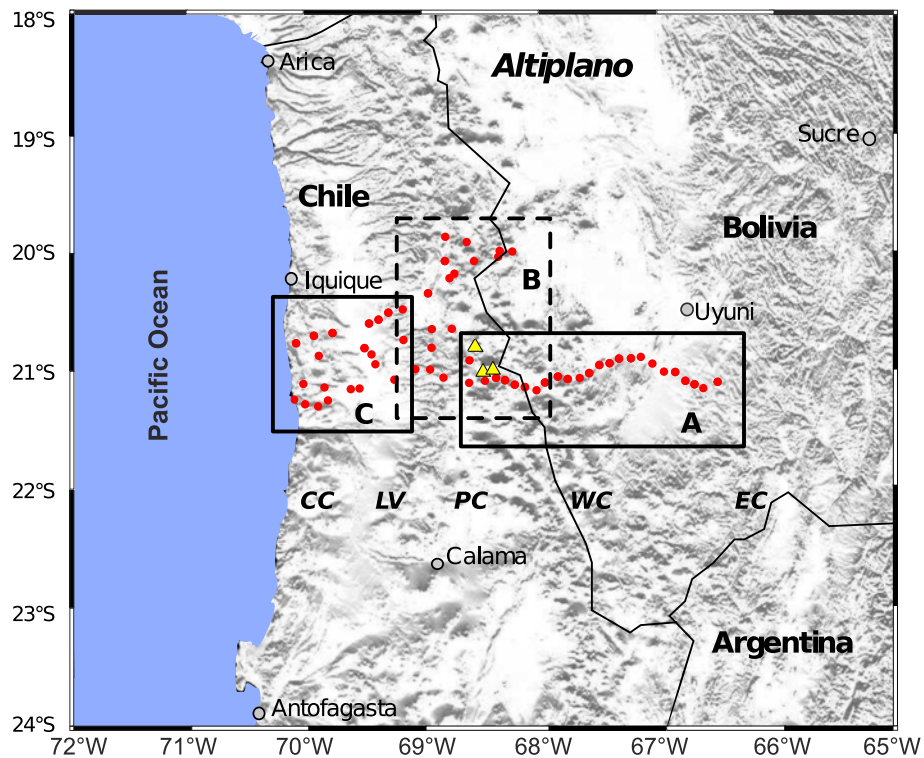 18°S
Arica
Altiplano
19°S
Sucre
Chile
Bolivia
20°S
Iquique
B
Uyuni
Pacific Ocean
21°S
C
A
22°S
CC LV PC WC EC
Calama
23°S
Argentina
Antofagasta
24°S
72°W 71°W 70°W 69°W 68°W 67°W 66°W 65°W